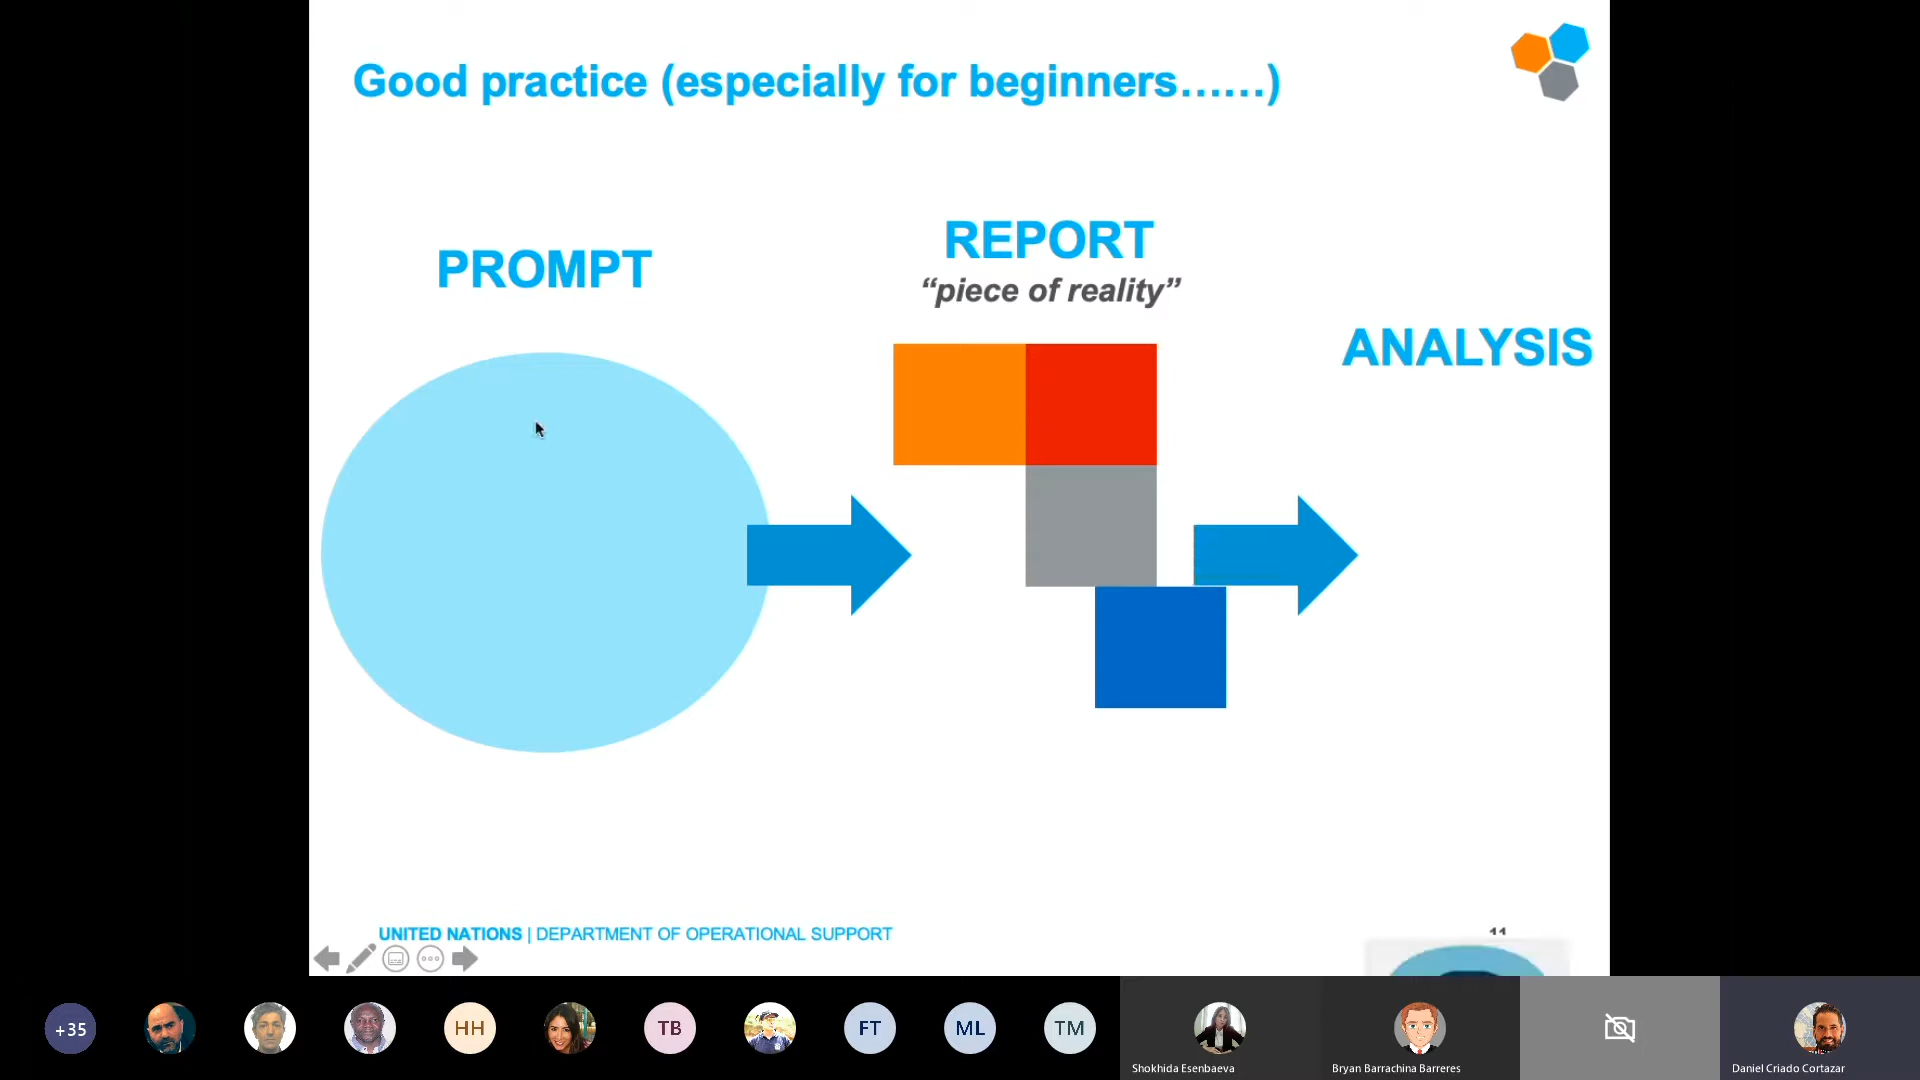 Good practice (especially for beginners......)
PROMPT
REPORT
“piece of reality”
ANALYSIS
UNITED NATIONS | DEPARTMENT OF OPERATIONAL SUPPORT
11
+35
HH
TB
FT
ML
TM
Shokhida Esenbaeva
Bryan Barrachina Barreres
Daniel Criado Cortazar